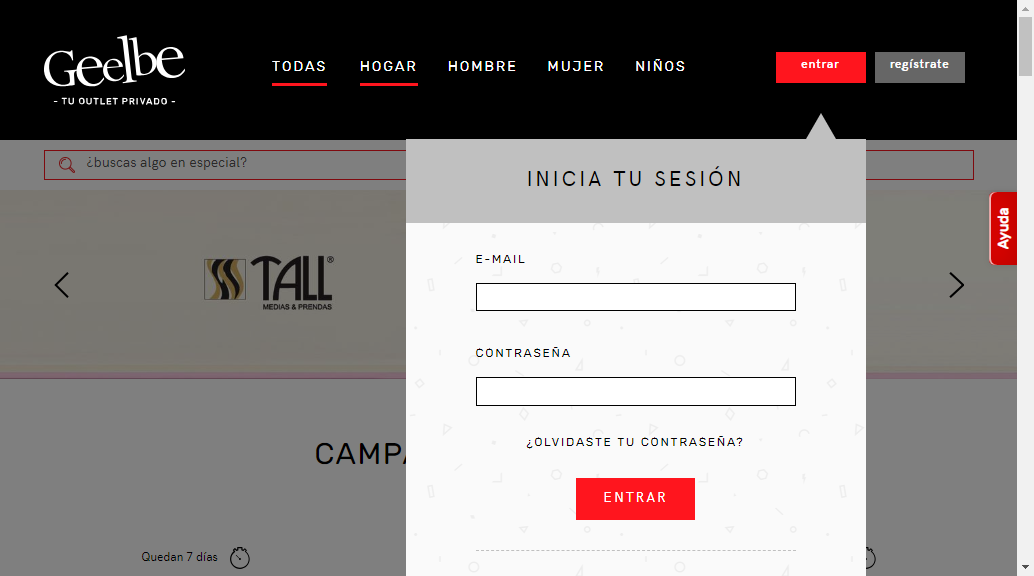 Geelbe
- TU OUTLET PRIVADO -
TODAS HOGAR HOMBRE MUJER NIÑOS
entrar regístrate
¿buscas algo en especial?
INICIA TU SESIÓN
Ayuda
E-MAIL
TALL®
MEDIAS & PRENDAS
CONTRASEÑA
¿OLVIDASTE TU CONTRASEÑA?
CAMPA
ENTRAR
Quedan 7 días